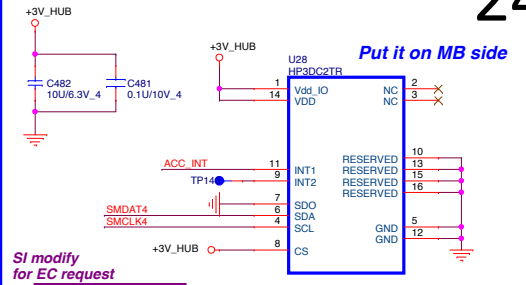 24
+3V_HUB
+3V_HUB
Put it on MB side
U28
HP3DC2TR
C482
10U/6.3V_4
C481
0.1U/10V_4
1 Vdd_IO NC 2
14 VDD NC 3
RESERVED 10
ACC_INT 11 INT1 RESERVED 13
TP14 9 INT2 RESERVED 15
RESERVED 16
7 SDO
SMDAT4 6 SDA
SMCLK4 4 SCL GND 5
GND 12
+3V_HUB 8 CS
SI modify
for EC request